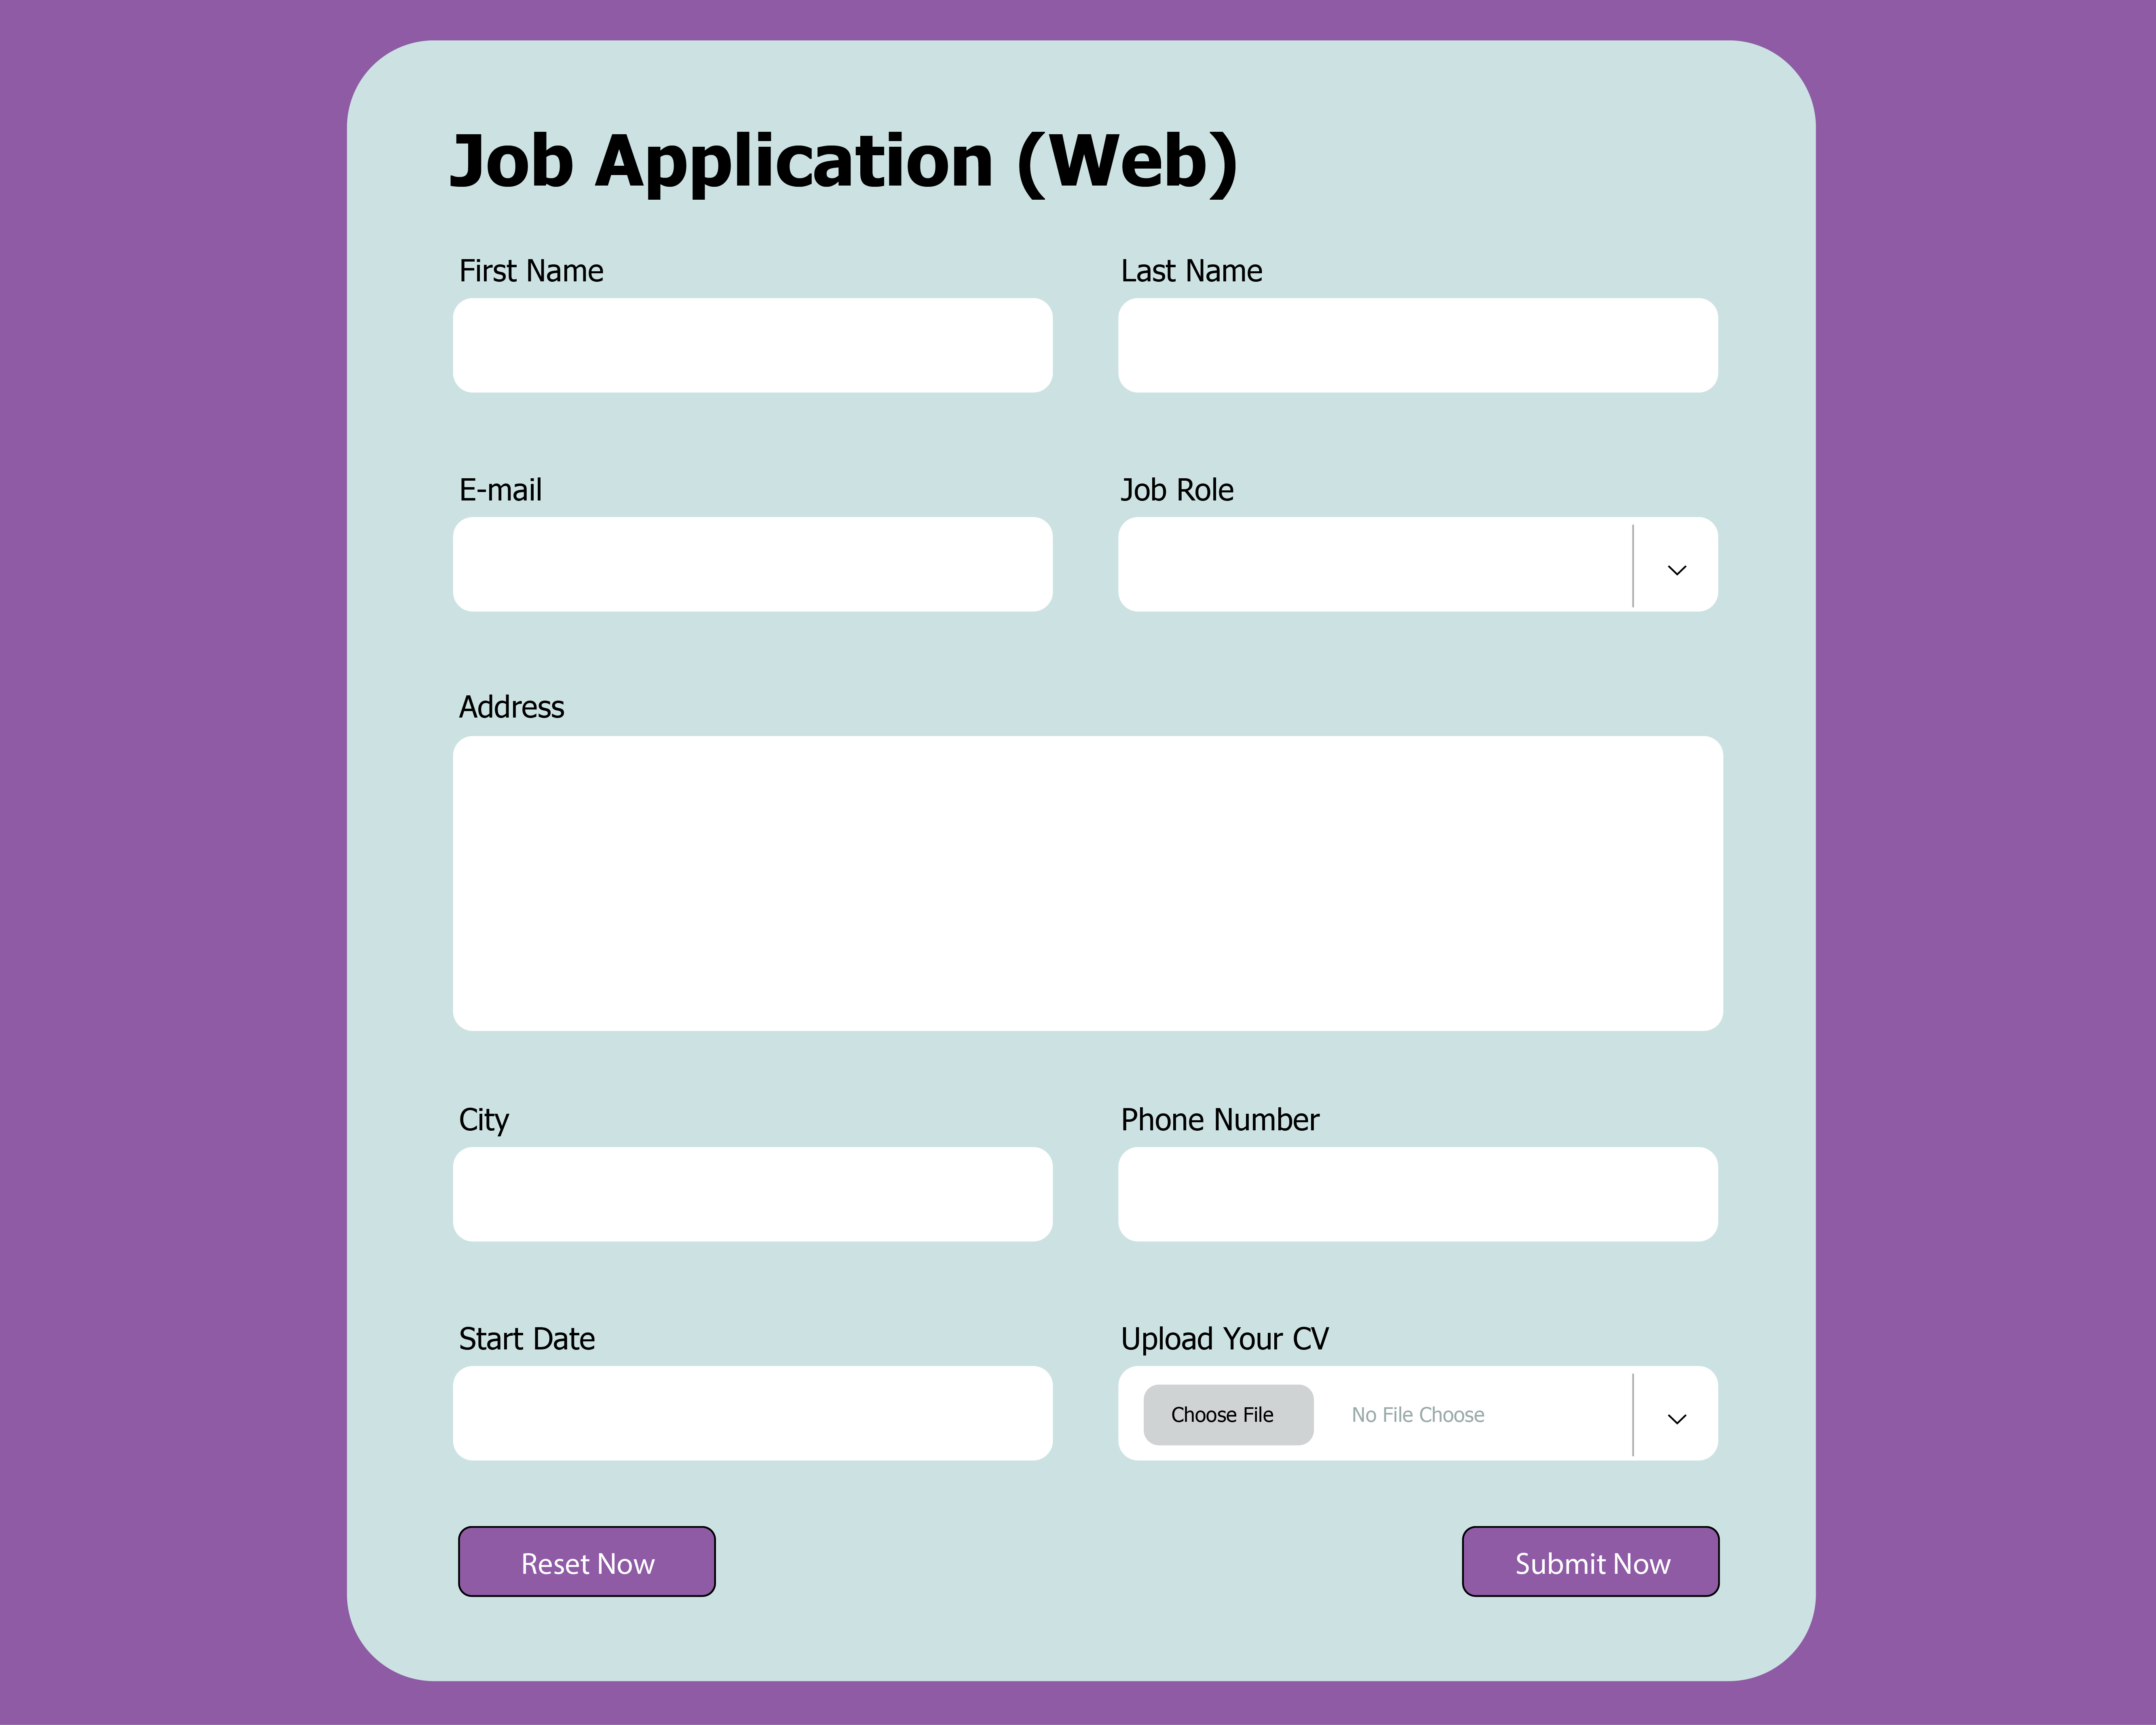 Job Application (Web)
First Name
Last Name
E-mail
Job Role
Address
City
Phone Number
Start Date
Upload Your CV
Choose File
No File Choose
Reset Now
Submit Now